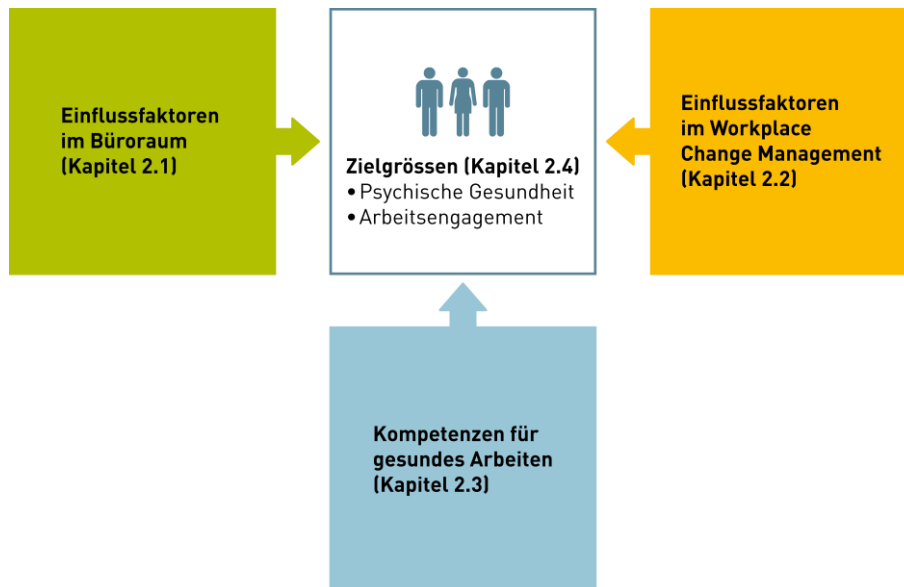 Einflussfaktoren
im Büroraum
(Kapitel 2.1)
Zielgrössen (Kapitel 2.4)
• Psychische Gesundheit
• Arbeitsengagement
Einflussfaktoren
im Workplace
Change Management
(Kapitel 2.2)
Kompetenzen für
gesundes Arbeiten
(Kapitel 2.3)